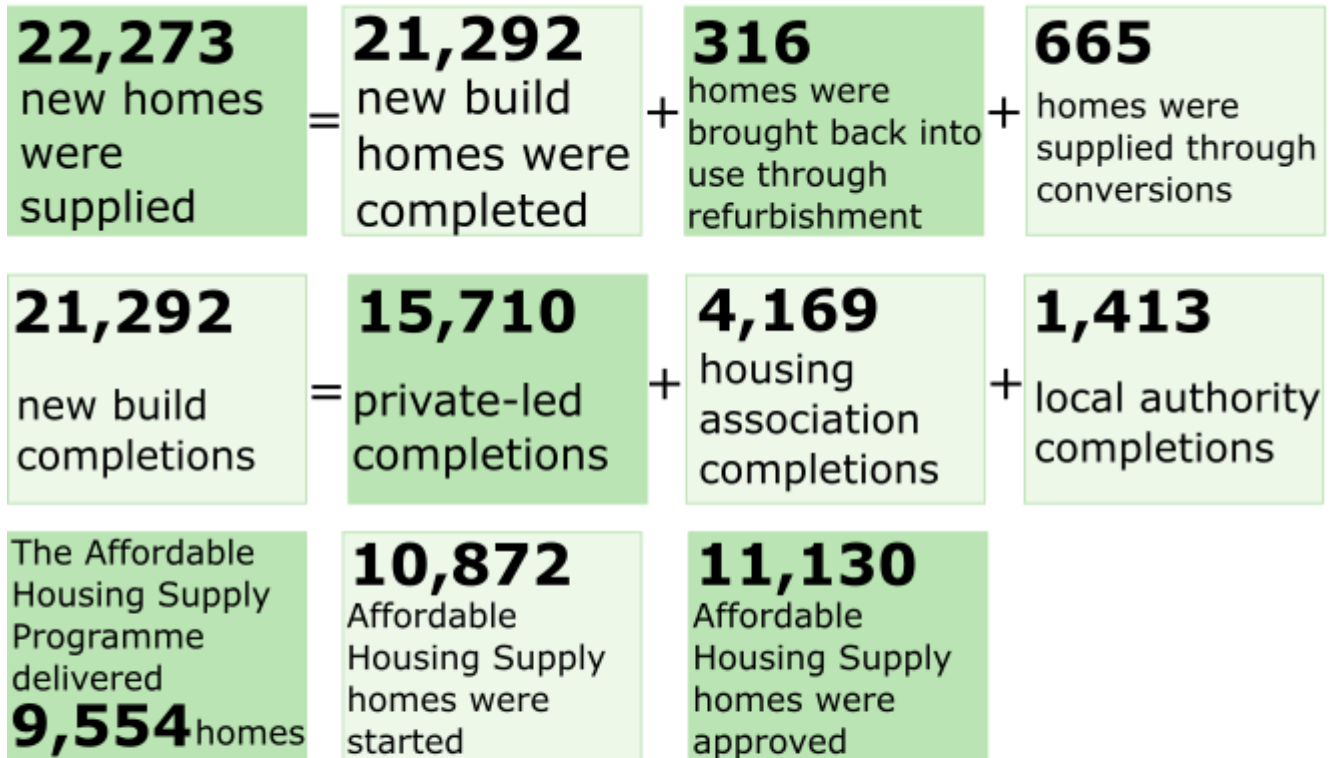 22,273
new homes
were
supplied
=
21,292
new build
homes were
completed
+
316
homes were
brought back into
use through
refurbishment
+
665
homes were
supplied through
conversions
21,292
new build
completions
=
15,710
private-led
completions
+
4,169
housing
association
completions
+
1,413
local authority
completions
The Affordable
Housing Supply
Programme
delivered
9,554 homes
10,872
Affordable
Housing Supply
homes were
started
11,130
Affordable
Housing Supply
homes were
approved